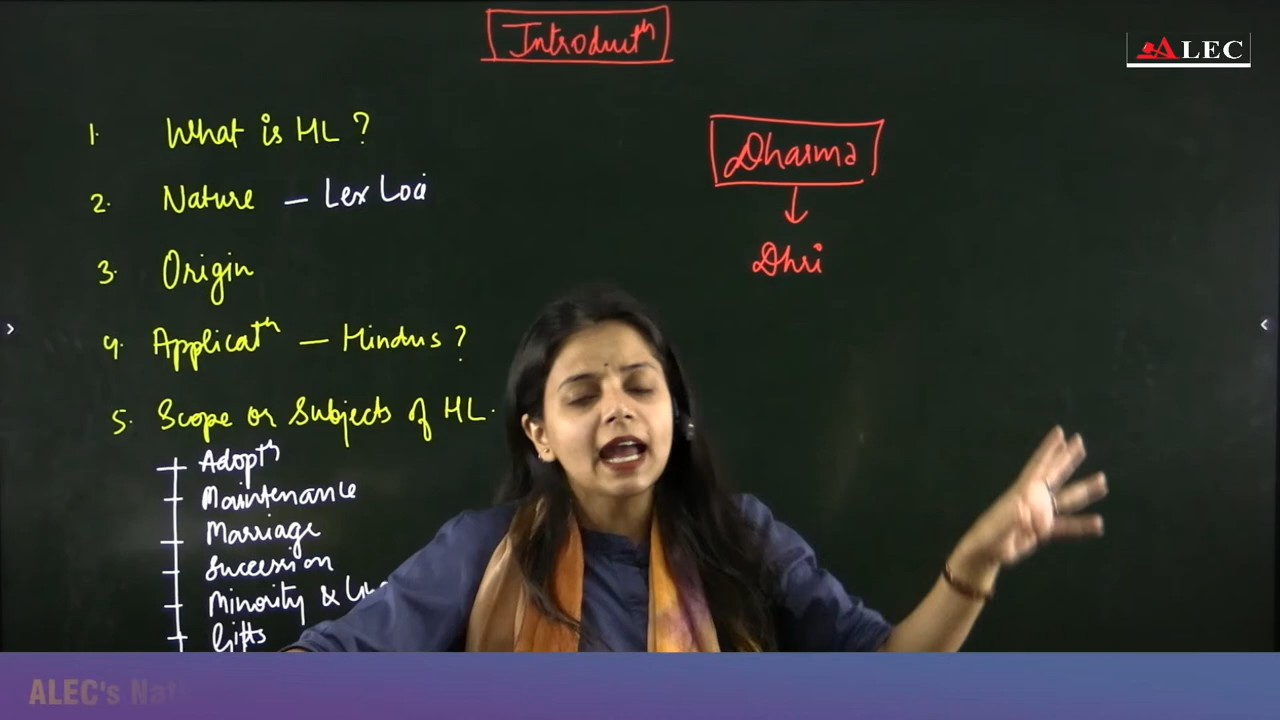 Introductn
ALEC
1. What is HL ?
2. Nature — Lex Loci
3. Origin
4. Applicatn — Hindus ?
5. Scope or Subjects of HL.
Adoptn
Maintenance
Marriage
Succession
Minority &
Gifts
Dharma
Dhri
ALEC's